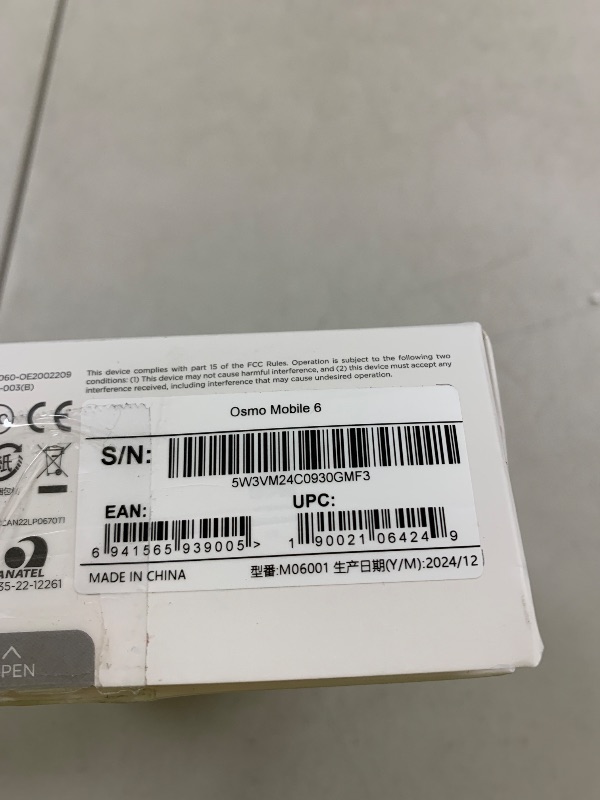 060-OE2002209
-003(B)
This device complies with part 15 of the FCC Rules. Operation is subject to the following two
conditions: (1) This device may not cause harmful interference, and (2) this device must accept any
interference received, including interference that may cause undesired operation.
CE
Osmo Mobile 6
S/N:
5W3VM24C0930GMF3
EAN:
UPC:
6 941565 939005 >
1 90021 06424 9
MADE IN CHINA
型番:M06001 生产日期(Y/M):2024/12
紙
CAN22LP0670T1
ANATEL
35-22-12261
PEN